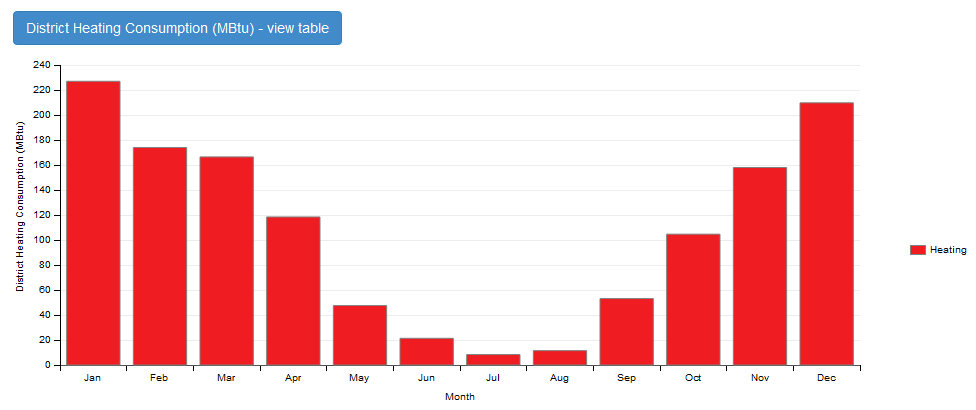 District Heating Consumption (MBtu) - view table
District Heating Consumption (MBtu)
240
220
200
180
160
140
120
100
80
60
40
20
0
Jan Feb Mar Apr May Jun Jul Aug Sep Oct Nov Dec
Month
Heating